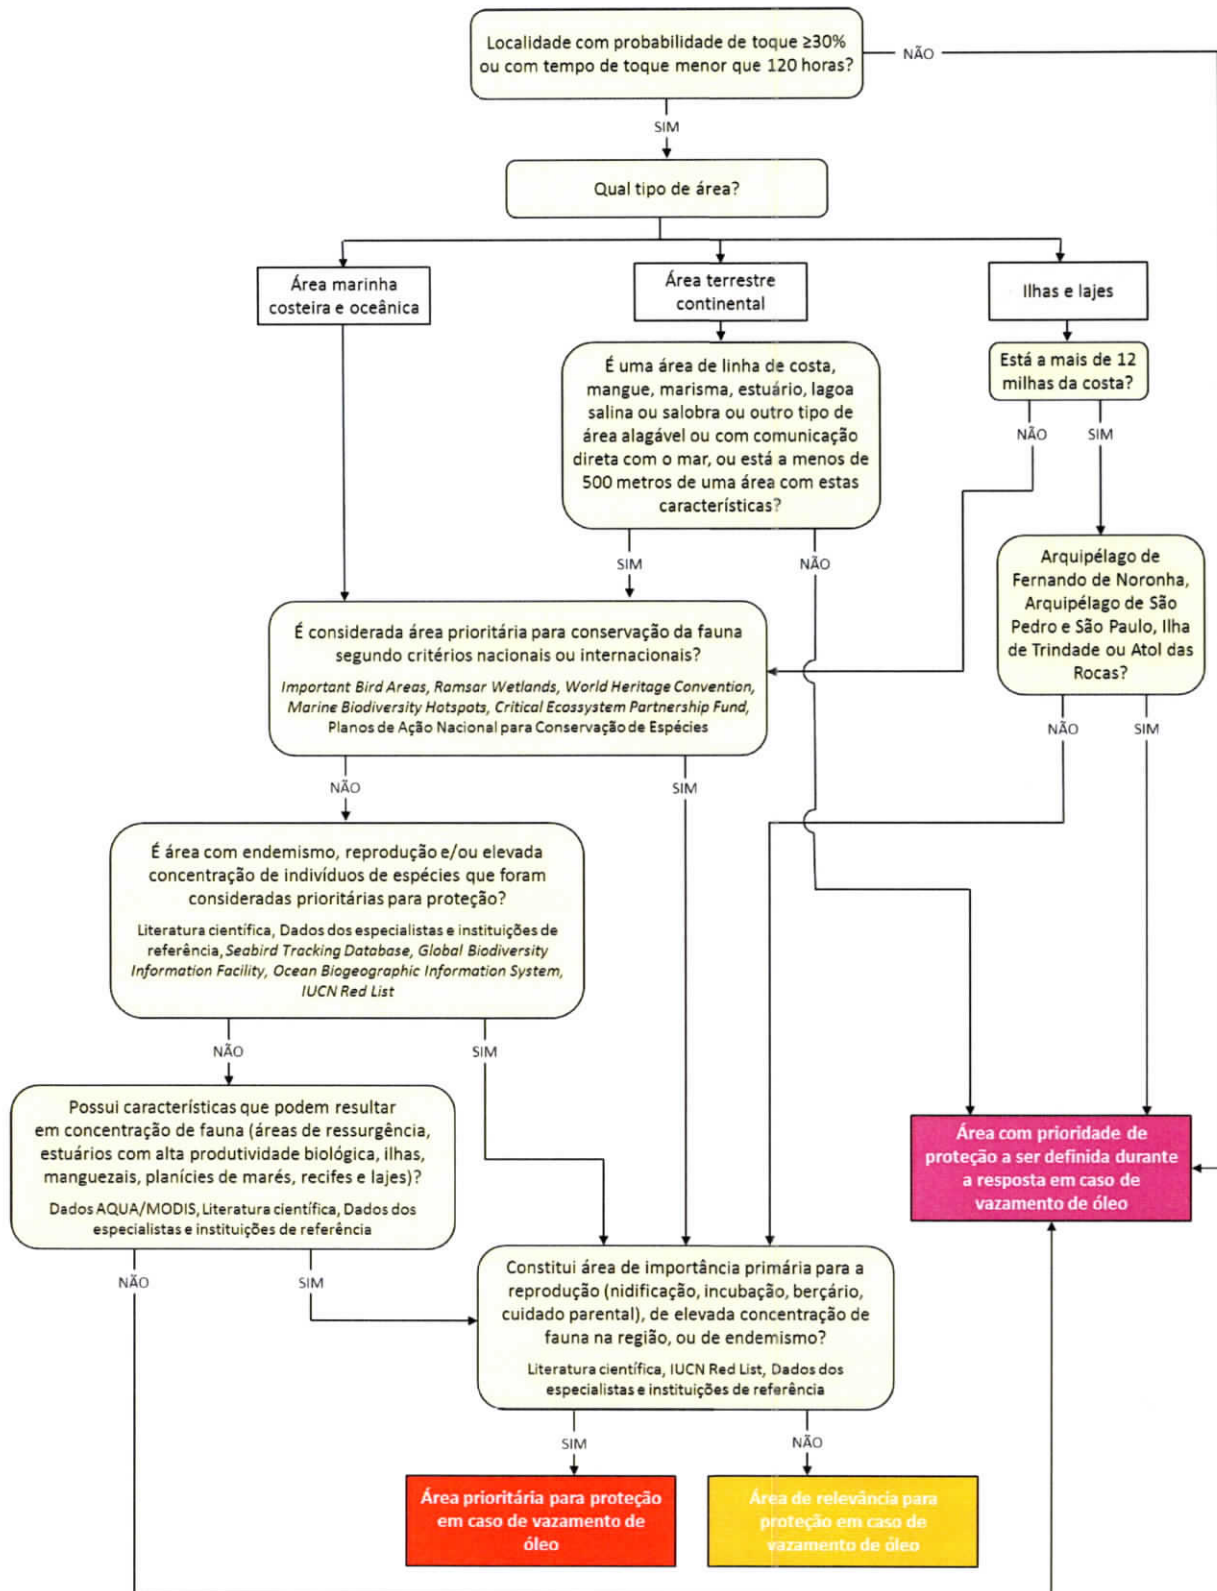 Localidade com probabilidade de toque ≥30%
ou com tempo de toque menor que 120 horas?
NÃO
SIM
Qual tipo de área?
Área marinha
costeira e oceânica
Área terrestre
continental
Ilhas e lajes
É uma área de linha de costa,
mangue, marisma, estuário, lagoa
salina ou salobra ou outro tipo de
área alagável ou com comunicação
direta com o mar, ou está a menos de
500 metros de uma área com estas
características?
Está a mais de 12
milhas da costa?
NÃO
SIM
SIM
NÃO
Arquipélago de
Fernando de Noronha,
Arquipélago de São
Pedro e São Paulo, Ilha
de Trindade ou Atol das
Rocas?
É considerada área prioritária para conservação da fauna
segundo critérios nacionais ou internacionais?
Important Bird Areas, Ramsar Wetlands, World Heritage Convention,
Marine Biodiversity Hotspots, Critical Ecossystem Partnership Fund,
Planos de Ação Nacional para Conservação de Espécies
NÃO
SIM
NÃO
SIM
É área com endemismo, reprodução e/ou elevada
concentração de indivíduos de espécies que foram
consideradas prioritárias para proteção?
Literatura científica, Dados dos especialistas e instituições de
referência, Seabird Tracking Database, Global Biodiversity
Information Facility, Ocean Biogeographic Information System,
IUCN Red List
NÃO
SIM
Possui características que podem resultar
em concentração de fauna (áreas de ressurgência,
estuários com alta produtividade biológica, ilhas,
manguezais, planícies de marés, recifes e lajes)?
Dados AQUA/MODIS, Literatura científica, Dados dos
especialistas e instituições de referência
Área com prioridade de
proteção a ser definida durante
a resposta em caso de
vazamento de óleo
NÃO
SIM
Constitui área de importância primária para a
reprodução (nidificação, incubação, berçário,
cuidado parental), de elevada concentração de
fauna na região, ou de endemismo?
Literatura científica, IUCN Red List, Dados dos
especialistas e instituições de referência
SIM
NÃO
Área prioritária para proteção
em caso de vazamento de
óleo
Área de relevância para
proteção em caso de
vazamento de óleo